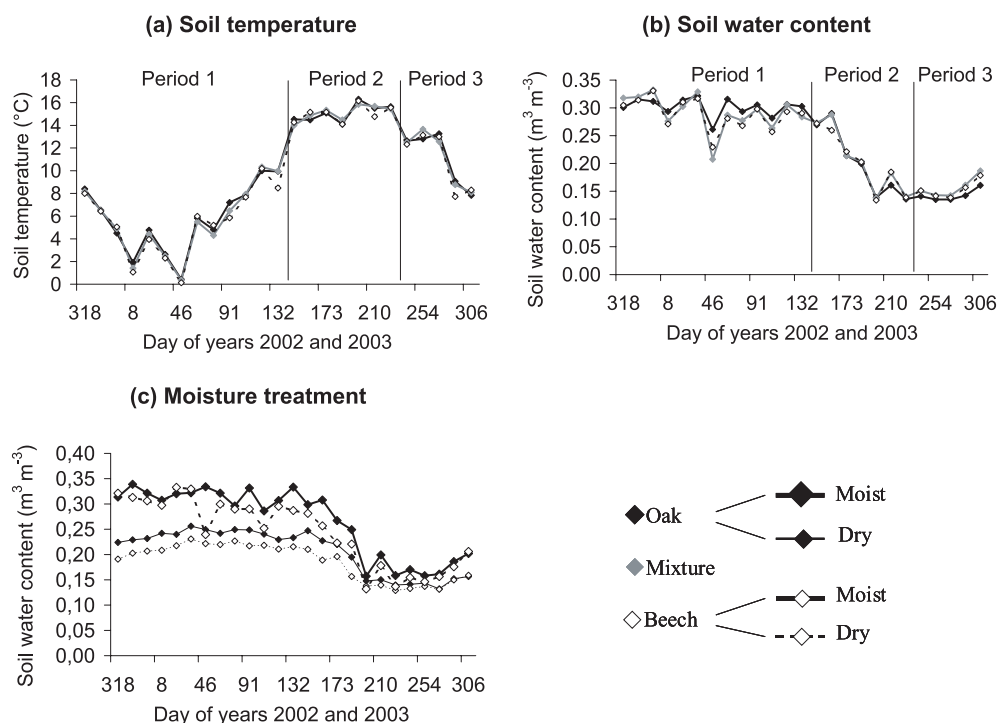 (a) Soil temperature
Soil temperature (°C)
18
16
14
12
10
8
6
4
2
0
Period 1
Period 2
Period 3
318 8 46 91 132 173 210 254 306
Day of years 2002 and 2003
(b) Soil water content
Soil water content (m³ m⁻³)
0.35
0.30
0.25
0.20
0.15
0.10
0.05
0.00
Period 1
Period 2
Period 3
318 8 46 91 132 173 210 254 306
Day of years 2002 and 2003
(c) Moisture treatment
Soil water content (m³ m⁻³)
0,40
0,35
0,30
0,25
0,20
0,15
0,10
0,05
0,00
318 8 46 91 132 173 210 254 306
Day of years 2002 and 2003
Oak
Moist
Dry
Mixture
Beech
Moist
Dry